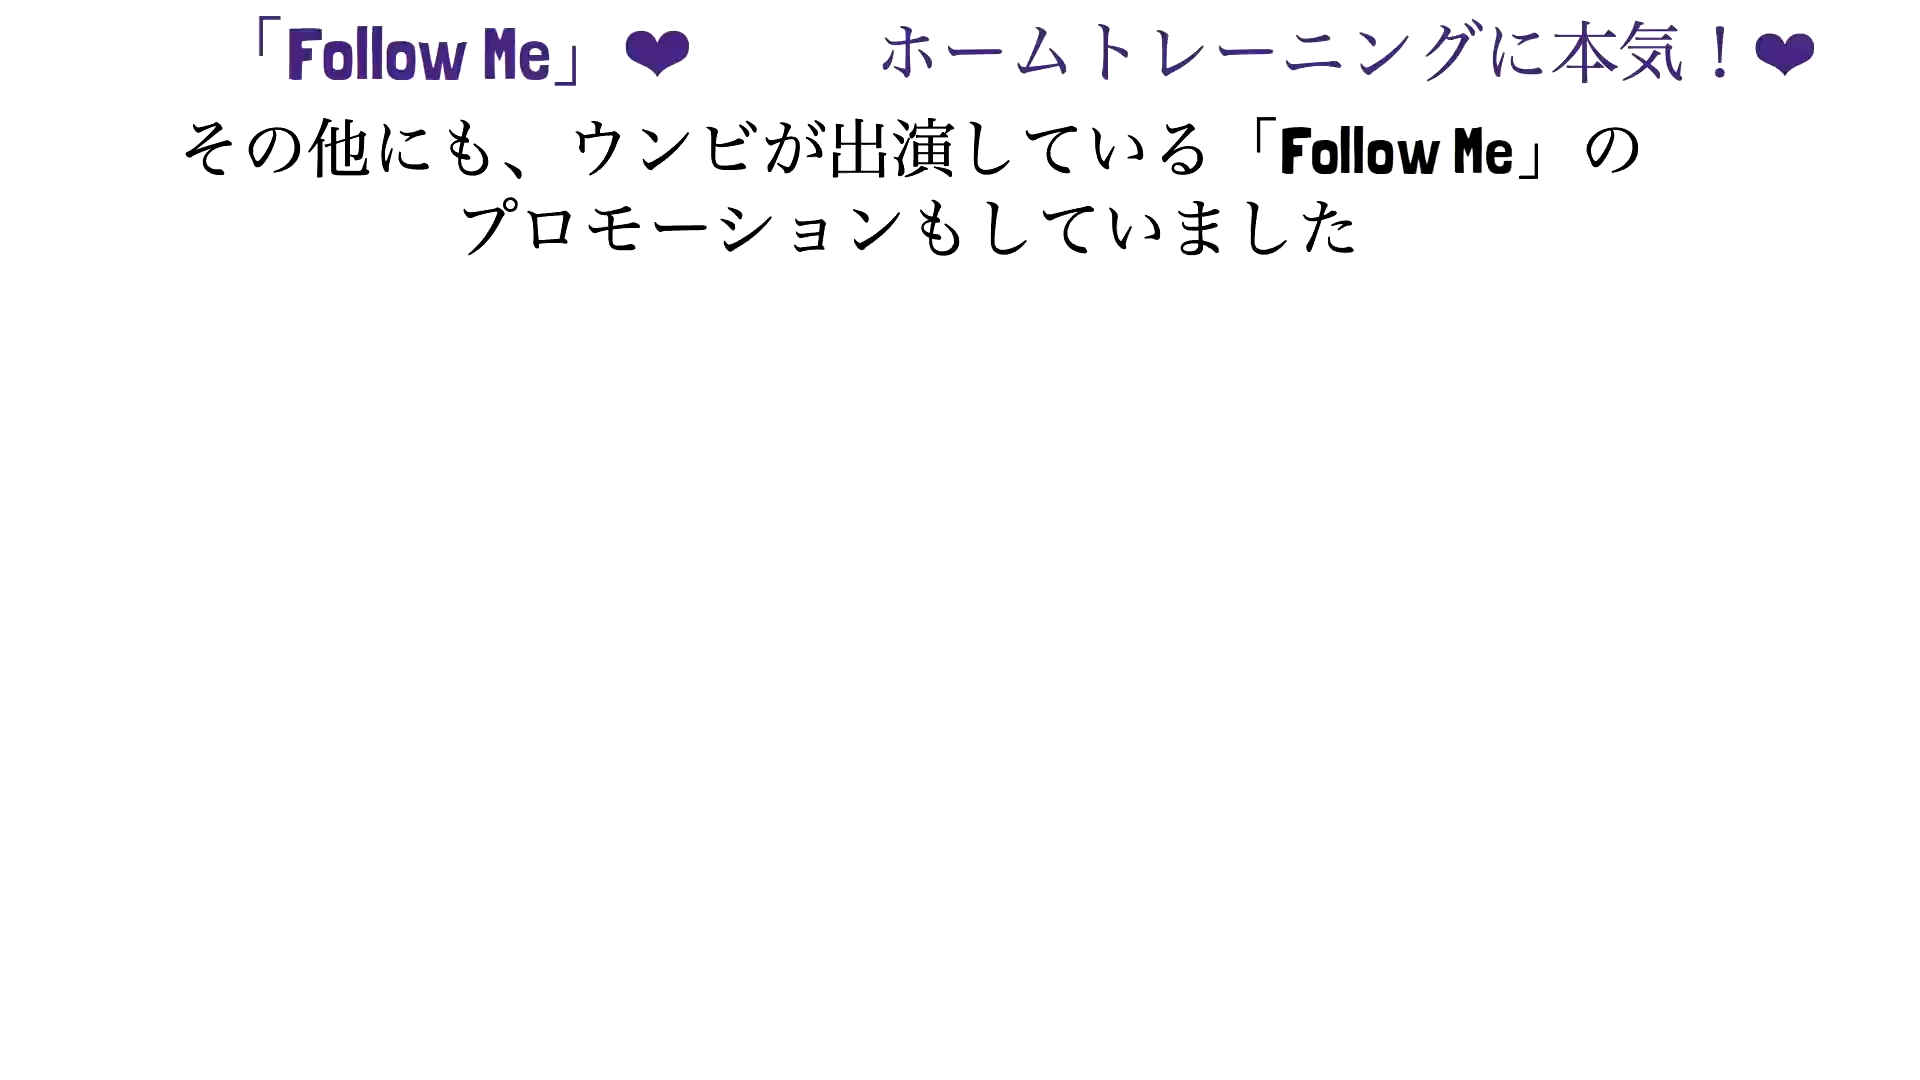 「Follow Me」❤ ホームトレーニングに本気！❤
その他にも、ウンビが出演している「Follow Me」の
プロモーションもしていました